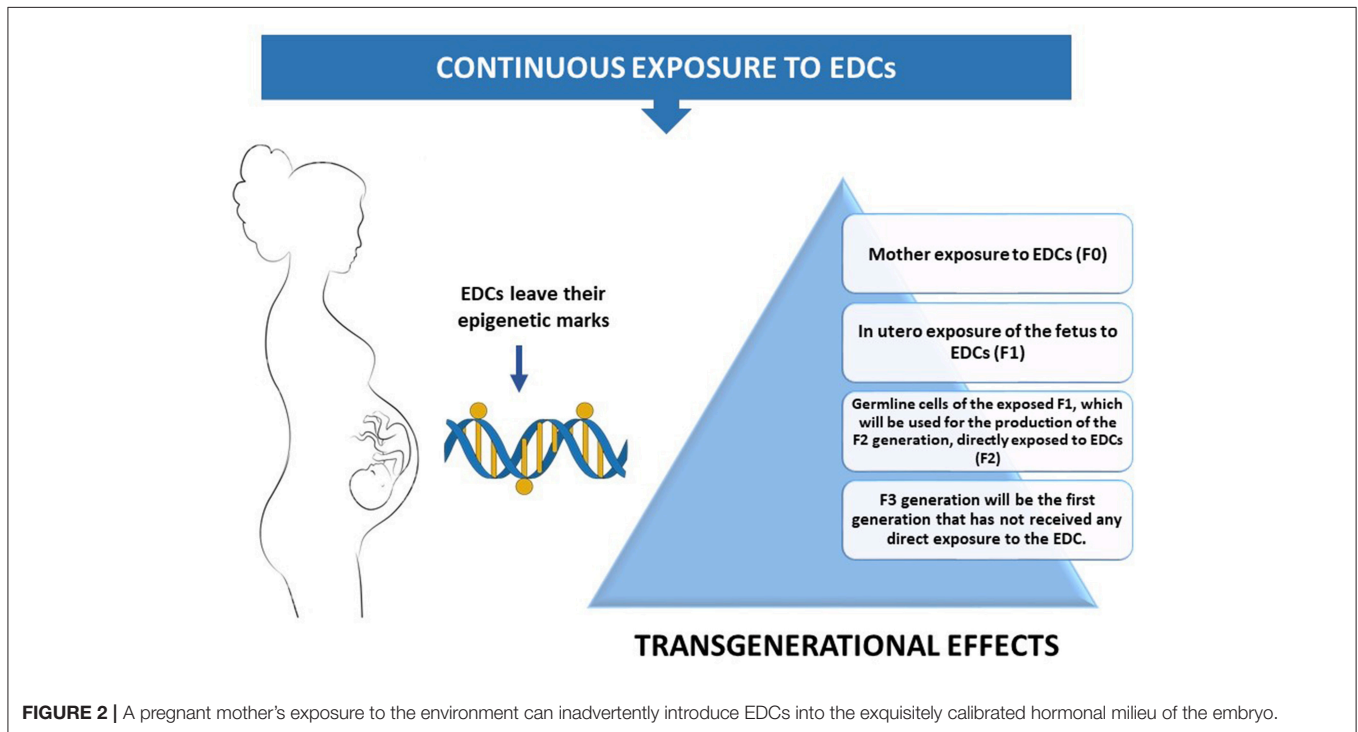 CONTINUOUS EXPOSURE TO EDCs
EDCs leave their
epigenetic marks
Mother exposure to EDCs (F0)
In utero exposure of the fetus to
EDCs (F1)
Germline cells of the exposed F1, which
will be used for the production of the
F2 generation, directly exposed to EDCs
(F2)
F3 generation will be the first
generation that has not received any
direct exposure to the EDC.
TRANSGENERATIONAL EFFECTS
FIGURE 2 | A pregnant mother's exposure to the environment can inadvertently introduce EDCs into the exquisitely calibrated hormonal milieu of the embryo.